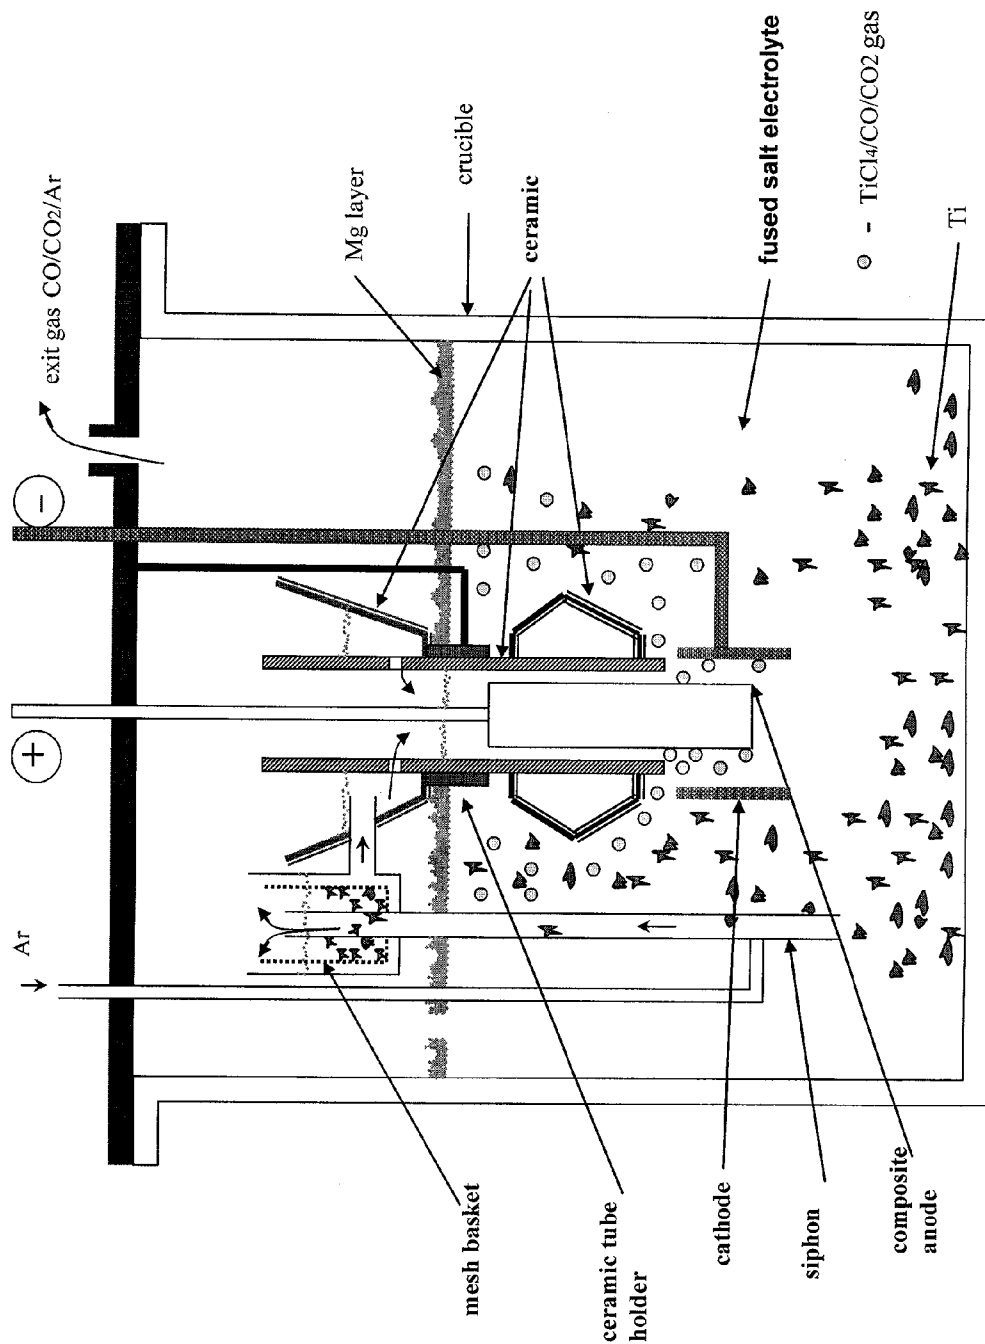 exit gas CO/CO2/Ar
Mg layer
crucible
ceramic
fused salt electrolyte
- TiCl4/CO/CO2 gas
Ti
-
+
Ar
mesh basket
ceramic tube
holder
cathode
siphon
composite
anode